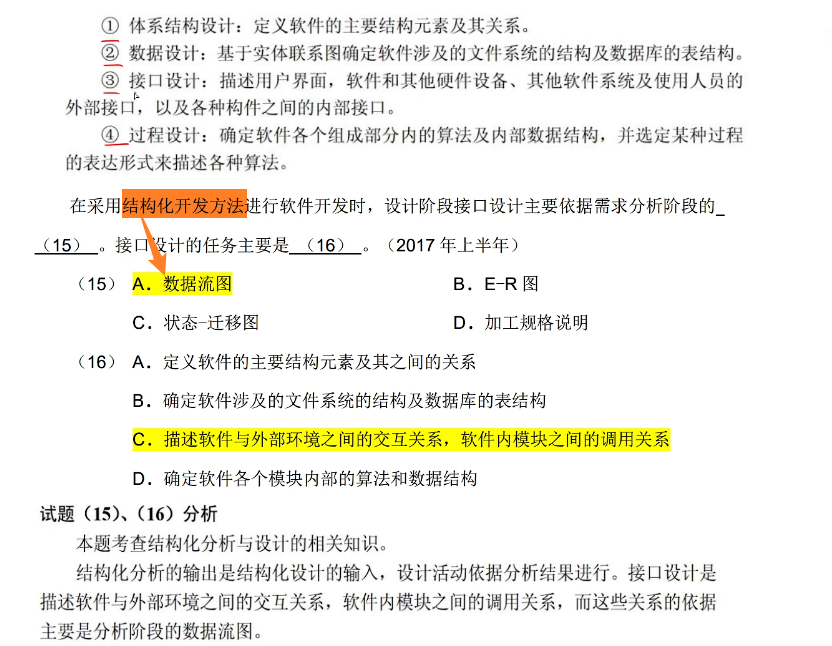 ① 体系结构设计：定义软件的主要结构元素及其关系。
② 数据设计：基于实体联系图确定软件涉及的文件系统的结构及数据库的表结构。
③ 接口设计：描述用户界面，软件和其他硬件设备、其他软件系统及使用人员的
外部接口，以及各种构件之间的内部接口。
④ 过程设计：确定软件各个组成部分内的算法及内部数据结构，并选定某种过程
的表达形式来描述各种算法。
在采用结构化开发方法进行软件开发时，设计阶段接口设计主要依据需求分析阶段的_
（15）_。接口设计的任务主要是_（16）_。（2017 年上半年）
（15） A．数据流图 B．E-R 图
C．状态-迁移图 D．加工规格说明
（16） A．定义软件的主要结构元素及其之间的关系
B．确定软件涉及的文件系统的结构及数据库的表结构
C．描述软件与外部环境之间的交互关系，软件内模块之间的调用关系
D．确定软件各个模块内部的算法和数据结构
试题（15）、（16）分析
本题考查结构化分析与设计的相关知识。
结构化分析的输出是结构化设计的输入，设计活动依据分析结果进行。接口设计是
描述软件与外部环境之间的交互关系，软件内模块之间的调用关系，而这些关系的依据
主要是分析阶段的数据流图。